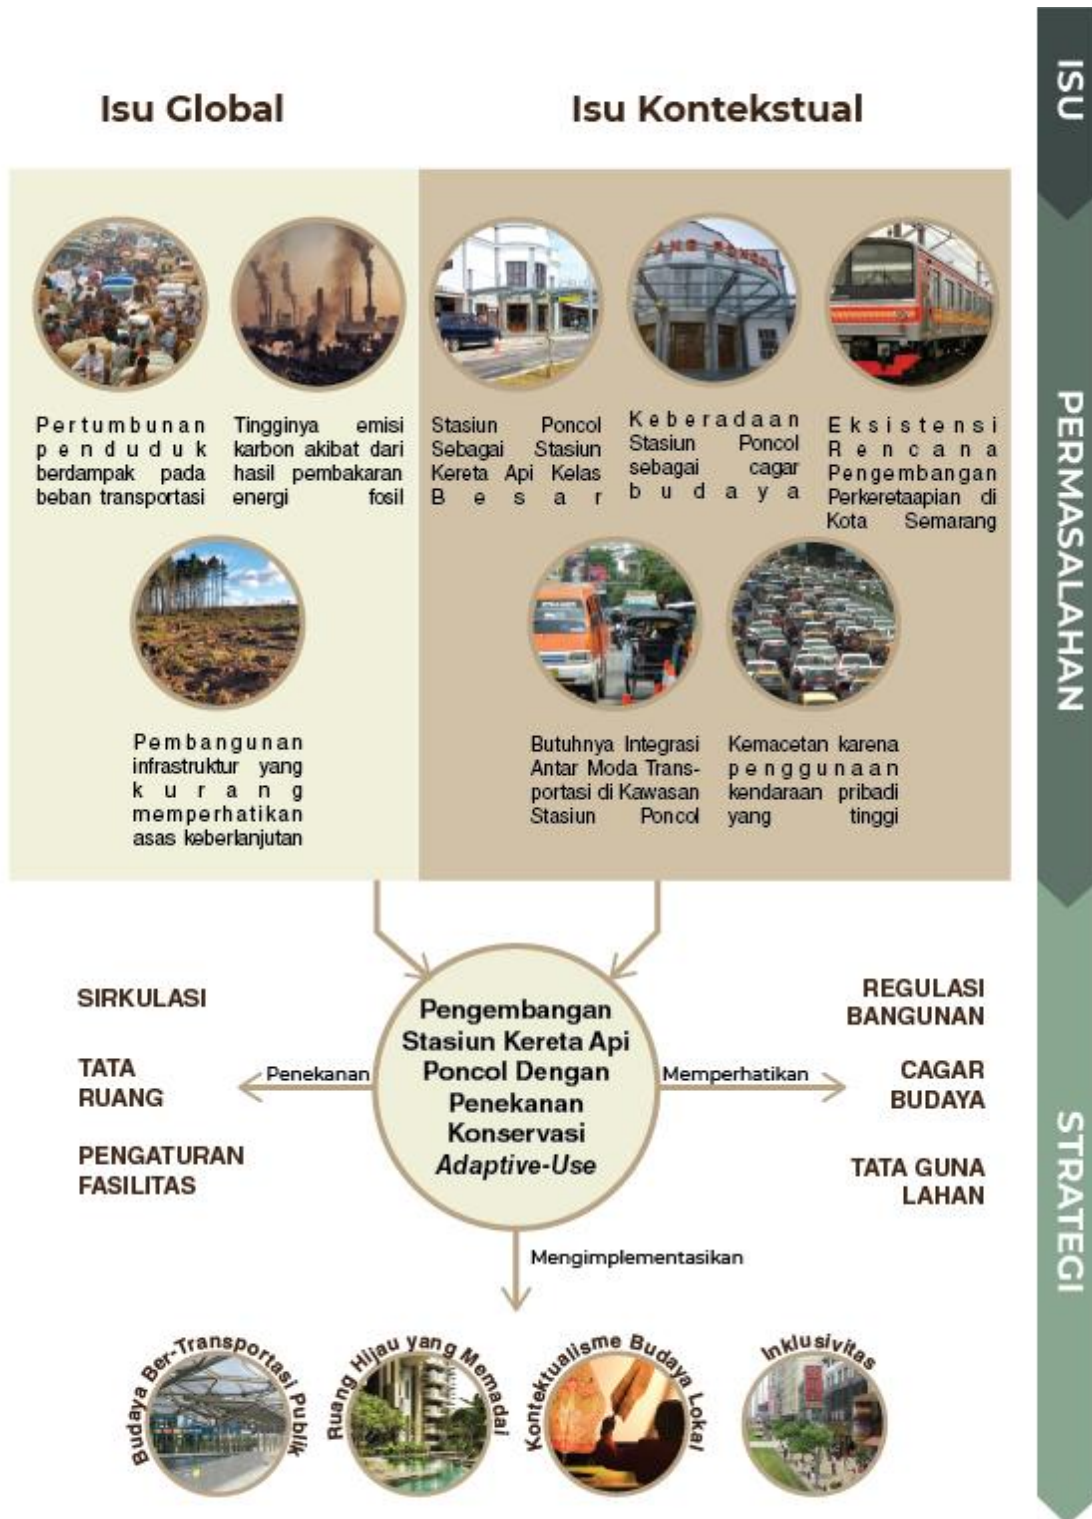 Isu Global
Isu Kontekstual
ISU
PERMASALAHAN
STRATEGI
Pertumbunan
penduduk
berdampak pada
beban transportasi
Tingginya emisi
karbon akibat dari
hasil pembakaran
energi fosil
Stasiun Poncol
Sebagai Stasiun
Kereta Api Kelas
Besar
ANG PONCOL
Keberadaan
Stasiun Poncol
sebagai cagar
budaya
Eksistensi
Rencana
Pengembangan
Perkeretaapian di
Kota Semarang
Pembangunan
infrastruktur yang
kurang
memperhatikan
asas keberlanjutan
Butuhnya Integrasi
Antar Moda Trans-
portasi di Kawasan
Stasiun Poncol
Kemacetan karena
penggunaan
kendaraan pribadi
yang tinggi
SIRKULASI
TATA
RUANG
PENGATURAN
FASILITAS
Penekanan
Pengembangan
Stasiun Kereta Api
Poncol Dengan
Penekanan
Konservasi
Adaptive-Use
Memperhatikan
REGULASI
BANGUNAN
CAGAR
BUDAYA
TATA GUNA
LAHAN
Mengimplementasikan
Budaya Ber-Transportasi Publik
Ruang Hijau yang Memadai
Kontektualisme Budaya Lokal
Inklusivitas